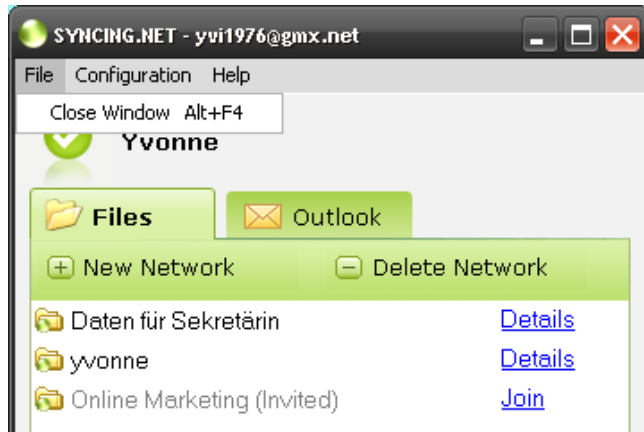 SYNCING.NET - yvi1976@gmx.net
File Configuration Help
Close Window Alt+F4
Yvonne
Files Outlook
New Network Delete Network
Daten für Sekretärin Details
yvonne Details
Online Marketing (Invited) Join